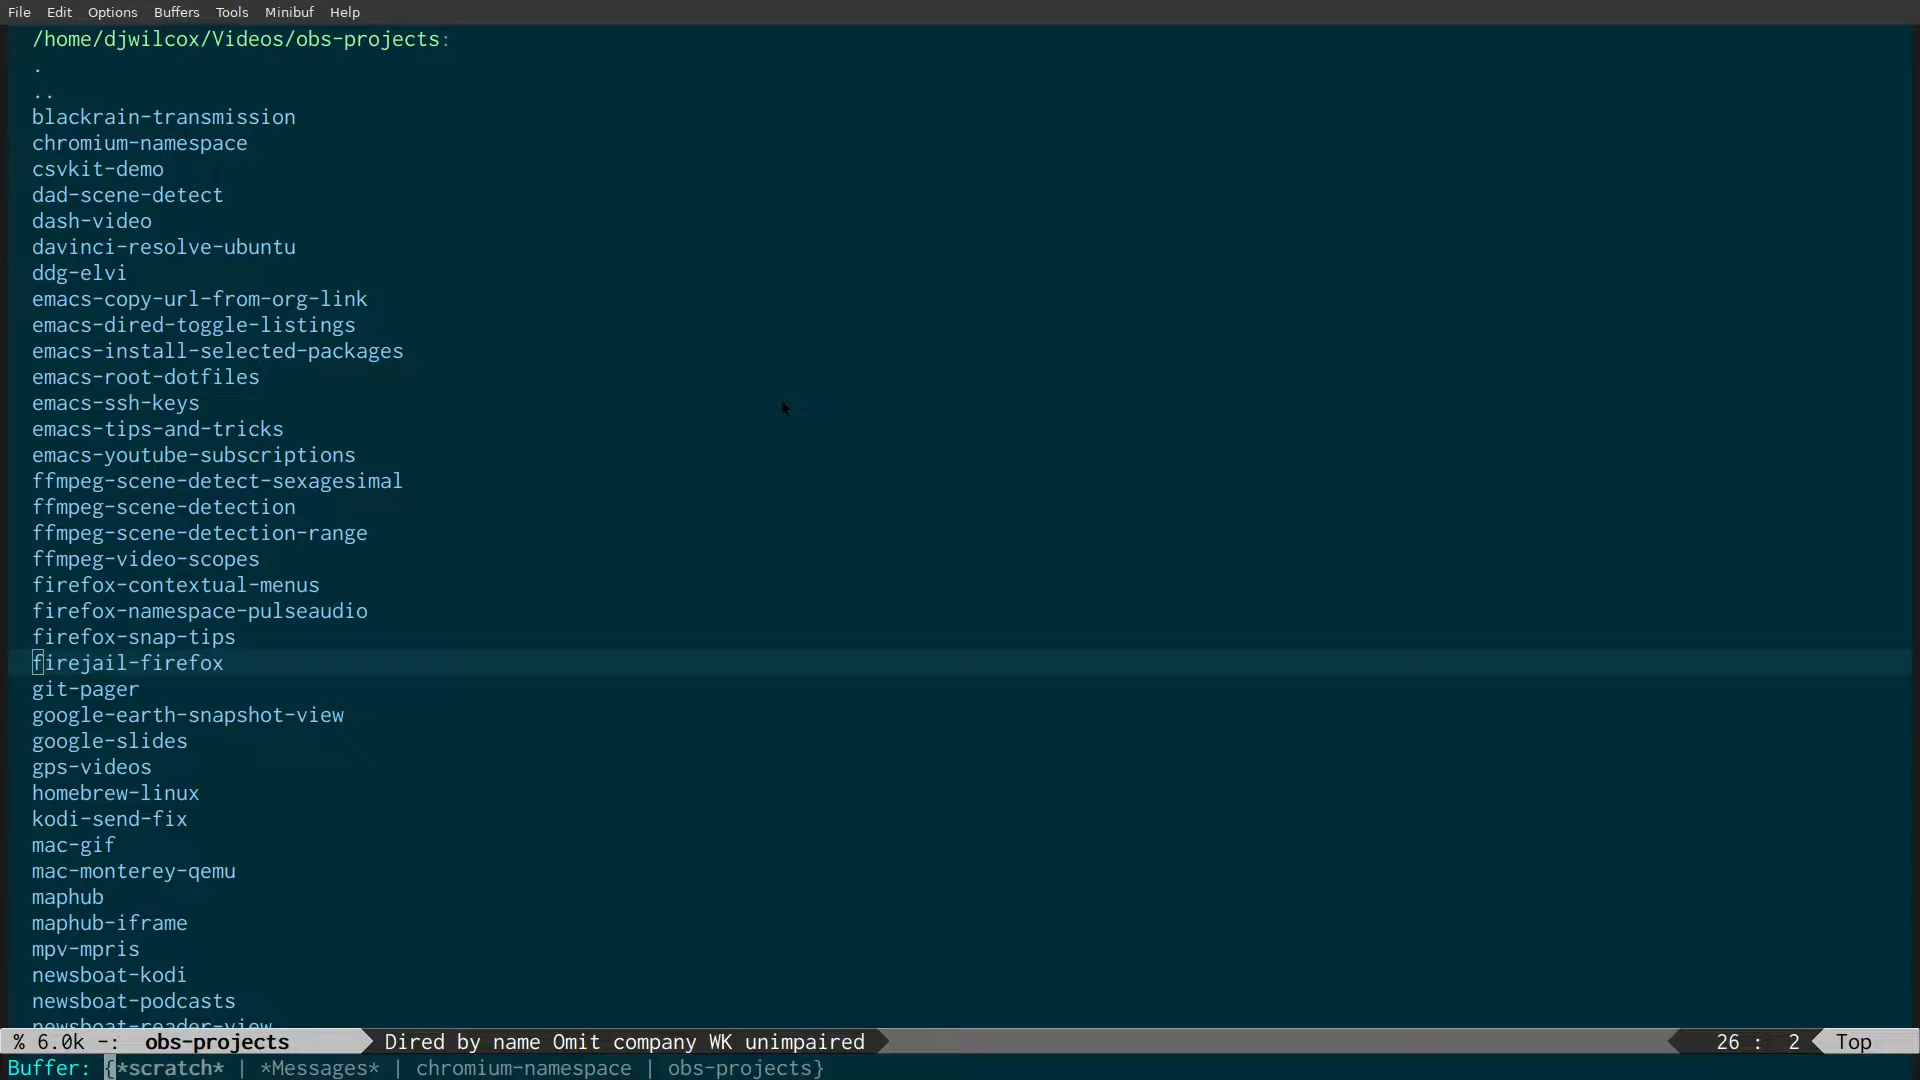 File Edit Options Buffers Tools Minibuf Help
/home/djwilcox/Videos/obs-projects:
.
..
blackrain-transmission
chromium-namespace
csvkit-demo
dad-scene-detect
dash-video
davinci-resolve-ubuntu
ddg-elvi
emacs-copy-url-from-org-link
emacs-dired-toggle-listings
emacs-install-selected-packages
emacs-root-dotfiles
emacs-ssh-keys
emacs-tips-and-tricks
emacs-youtube-subscriptions
ffmpeg-scene-detect-sexagesimal
ffmpeg-scene-detection
ffmpeg-scene-detection-range
ffmpeg-video-scopes
firefox-contextual-menus
firefox-namespace-pulseaudio
firefox-snap-tips
firejail-firefox
git-pager
google-earth-snapshot-view
google-slides
gps-videos
homebrew-linux
kodi-send-fix
mac-gif
mac-monterey-qemu
maphub
maphub-iframe
mpv-mpris
newsboat-kodi
newsboat-podcasts
newsboat-reader-view
% 6.0k -: obs-projects Dired by name Omit company WK unimpaired 26 : 2 Top
Buffer: {*scratch* | *Messages* | chromium-namespace | obs-projects}